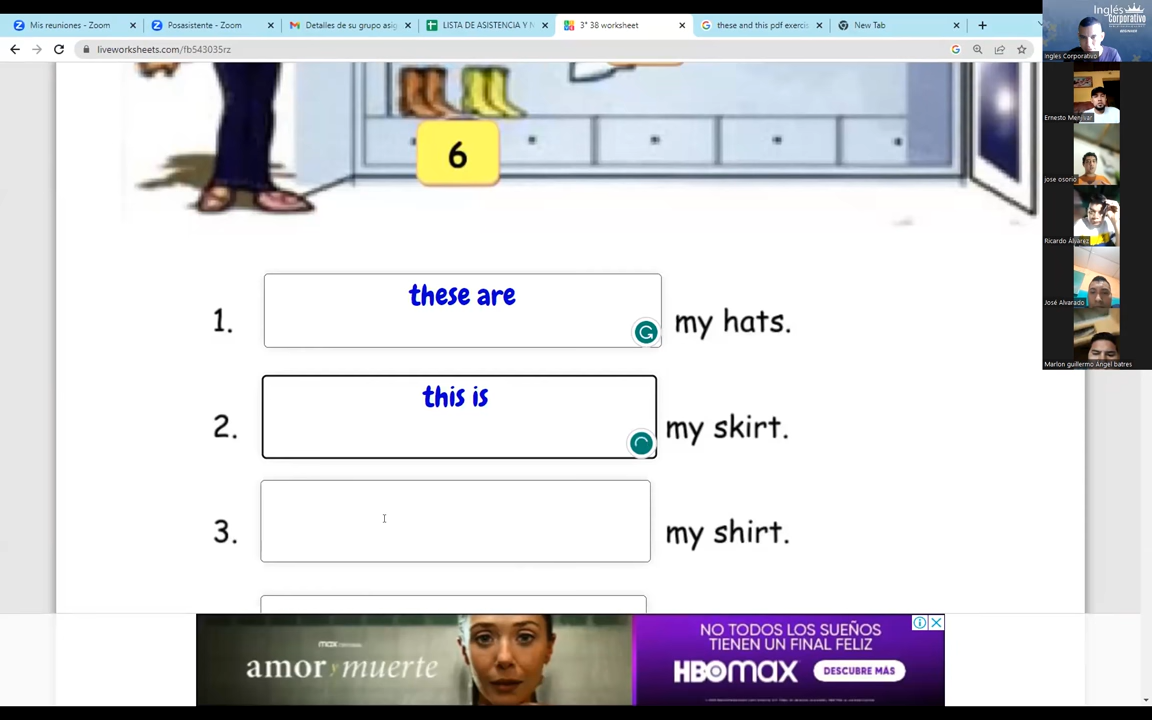 Mis reuniones - Zoom
Posasistente - Zoom
Detalles de su grupo asig
LISTA DE ASISTENCIA Y N
3° 38 worksheet
these and this pdf exercis
New Tab
liveworksheets.com/fb543035rz
Inglés
Corporativo
Ingles Corporativo
Ernesto Menjivar
jose osorio
Ricardo Alvarez
José Alvarado
Marlon guillermo Angel batres
6
1. these are my hats.
2. this is my skirt.
3. my shirt.
max
amor y muerte
NO TODOS LOS SUEÑOS
TIENEN UN FINAL FELIZ
HBOMAX
DESCUBRE MÁS